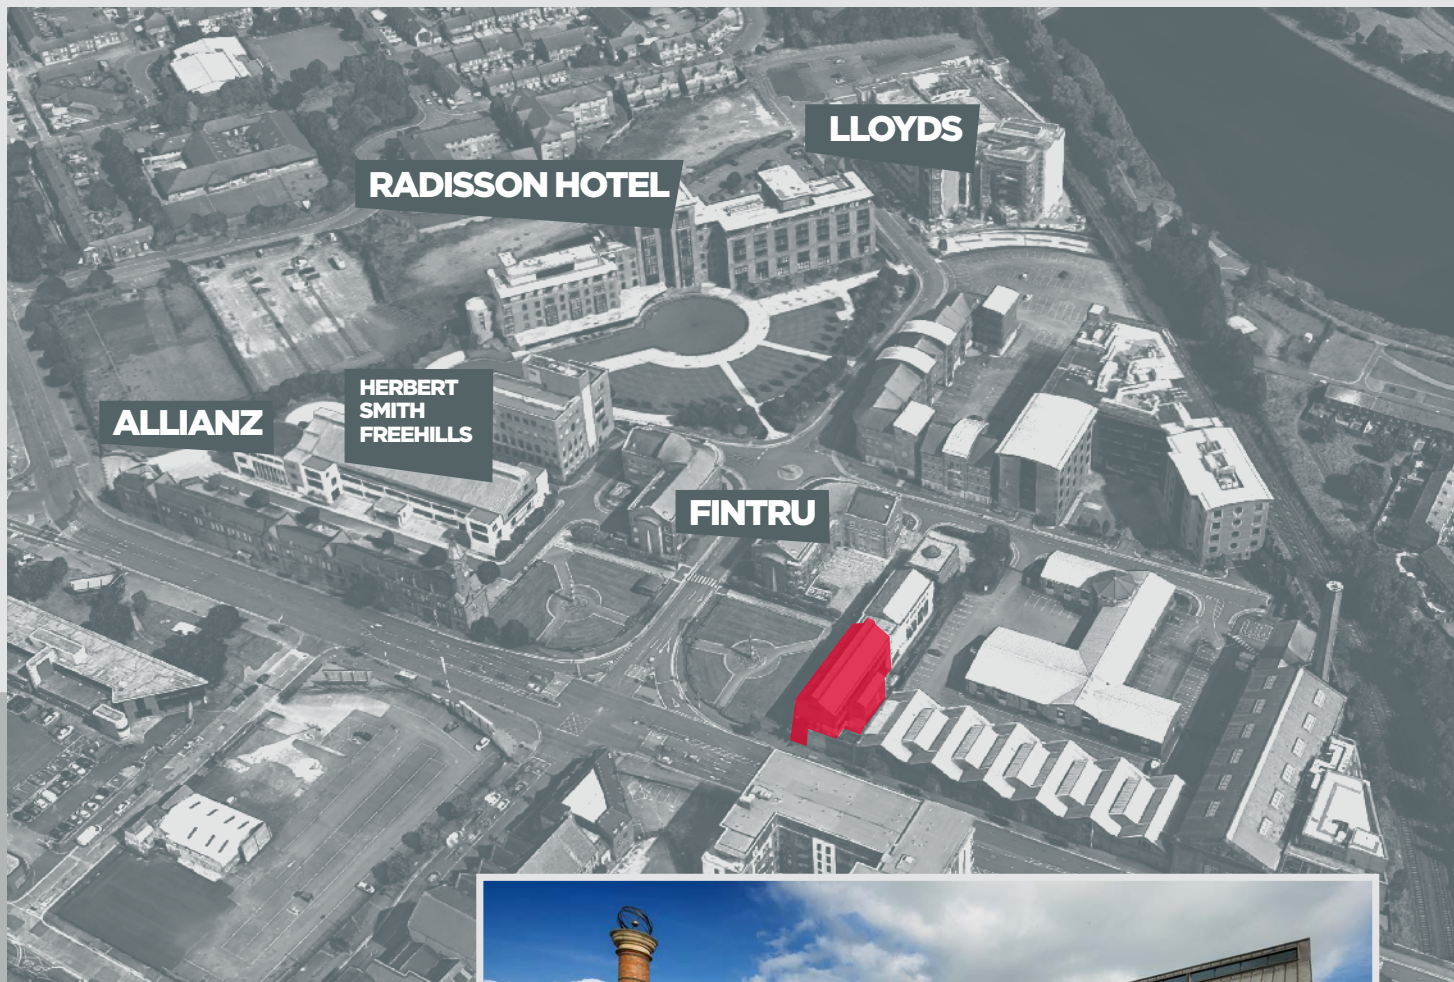 LLOYDS
RADISSON HOTEL
HERBERT
SMITH
FREEHILLS
ALLIANZ
FINTRU